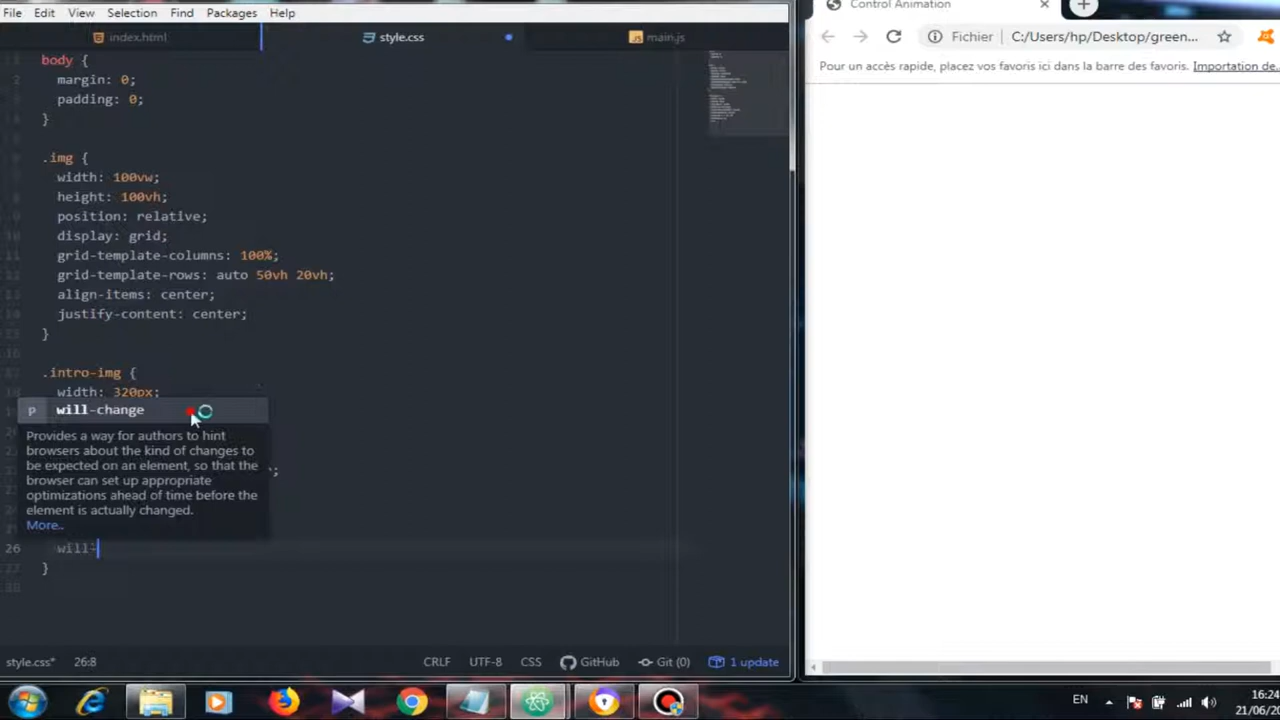 File Edit View Selection Find Packages Help
index.html style.css main.js
body {
margin: 0;
padding: 0;
}
.img {
width: 100vw;
height: 100vh;
position: relative;
display: grid;
grid-template-columns: 100%;
grid-template-rows: auto 50vh 20vh;
align-items: center;
justify-content: center;
}
.intro-img {
width: 320px;
p will-change
Provides a way for authors to hint
browsers about the kind of changes to
be expected on an element, so that the
browser can set up appropriate
optimizations ahead of time before the
element is actually changed.
More..
;
26 will-
27 }
style.css* 26:8 CRLF UTF-8 CSS GitHub Git (0) 1 update
Control Animation
Fichier C:/Users/hp/Desktop/green...
Pour un accès rapide, placez vos favoris ici dans la barre des favoris. Importation de...
EN 16:24
21/06/20